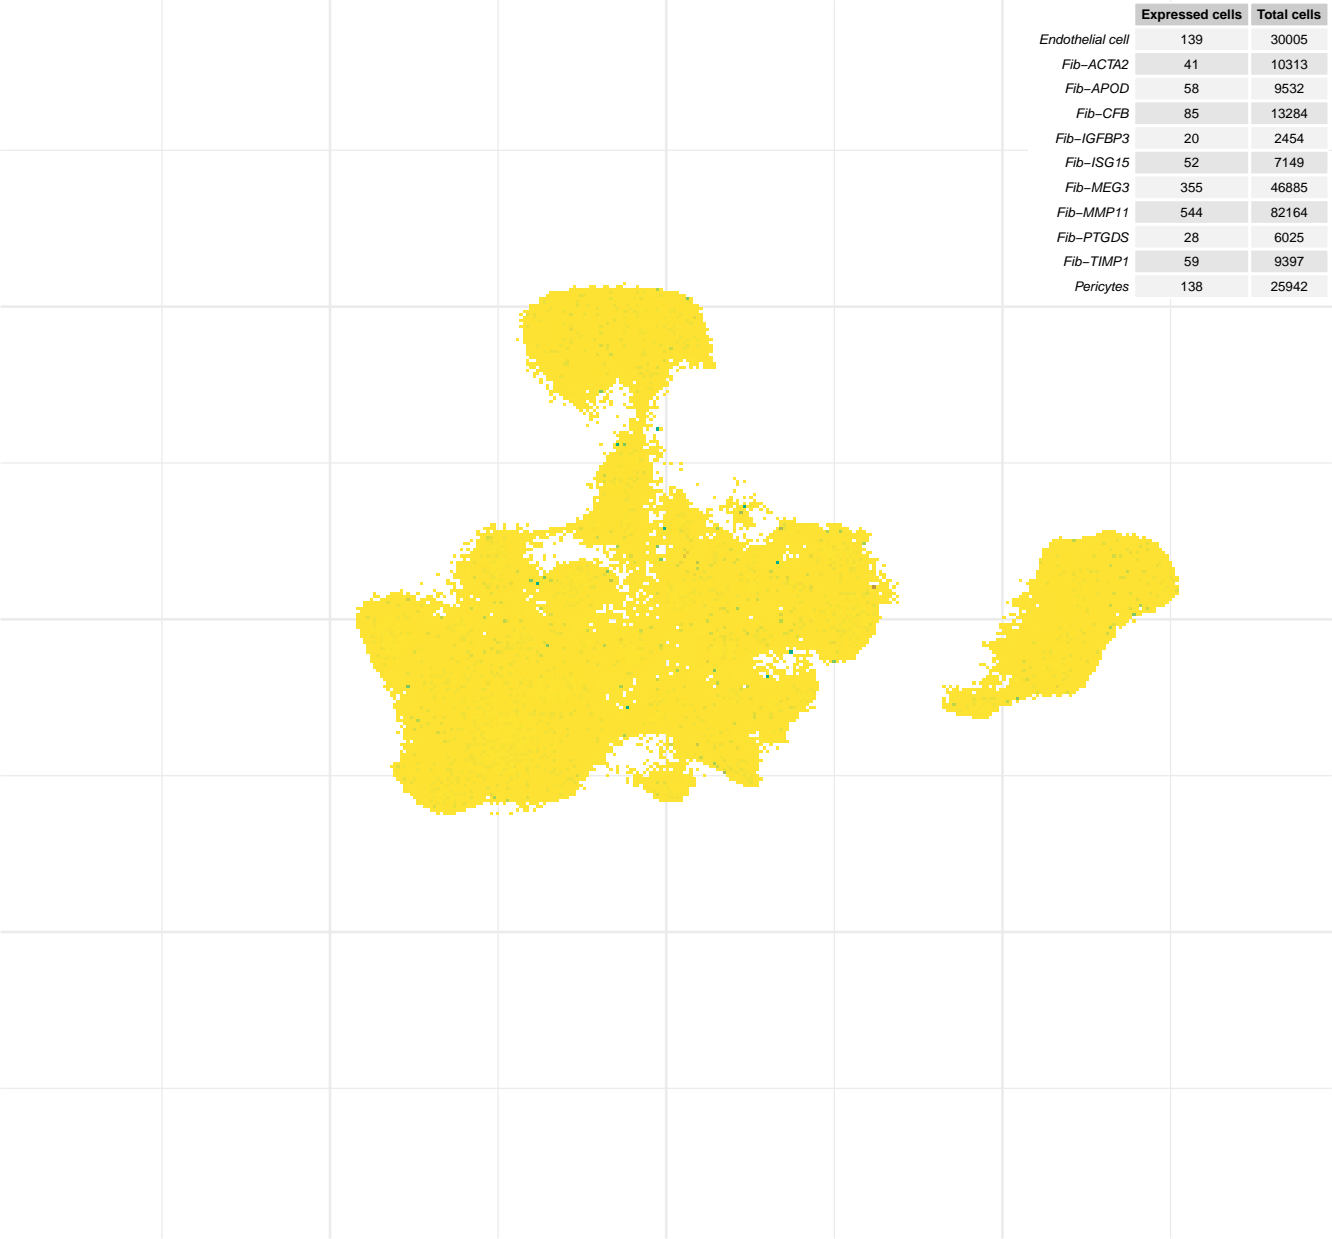 Expressed cells Total cells
Endothelial cell 139 30005
Fib−ACTA2 41 10313
Fib−APOD 58 9532
Fib−CFB 85 13284
Fib−IGFBP3 20 2454
Fib−ISG15 52 7149
Fib−MEG3 355 46885
Fib−MMP11 544 82164
Fib−PTGDS 28 6025
Fib−TIMP1 59 9397
Pericytes 138 25942